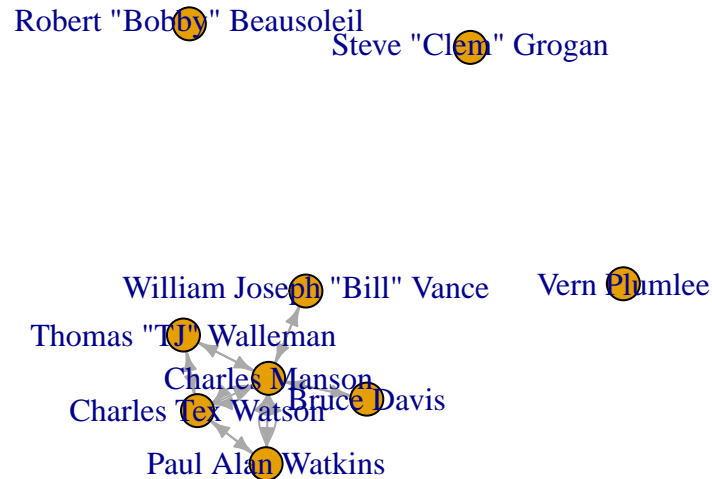 Robert "Bobby" Beausoleil
Steve "Clem" Grogan
William Joseph "Bill" Vance
Vern Plumlee
Thomas "TJ" Walleman
Charles Manson
Bruce Davis
Charles Tex Watson
Paul Alan Watkins